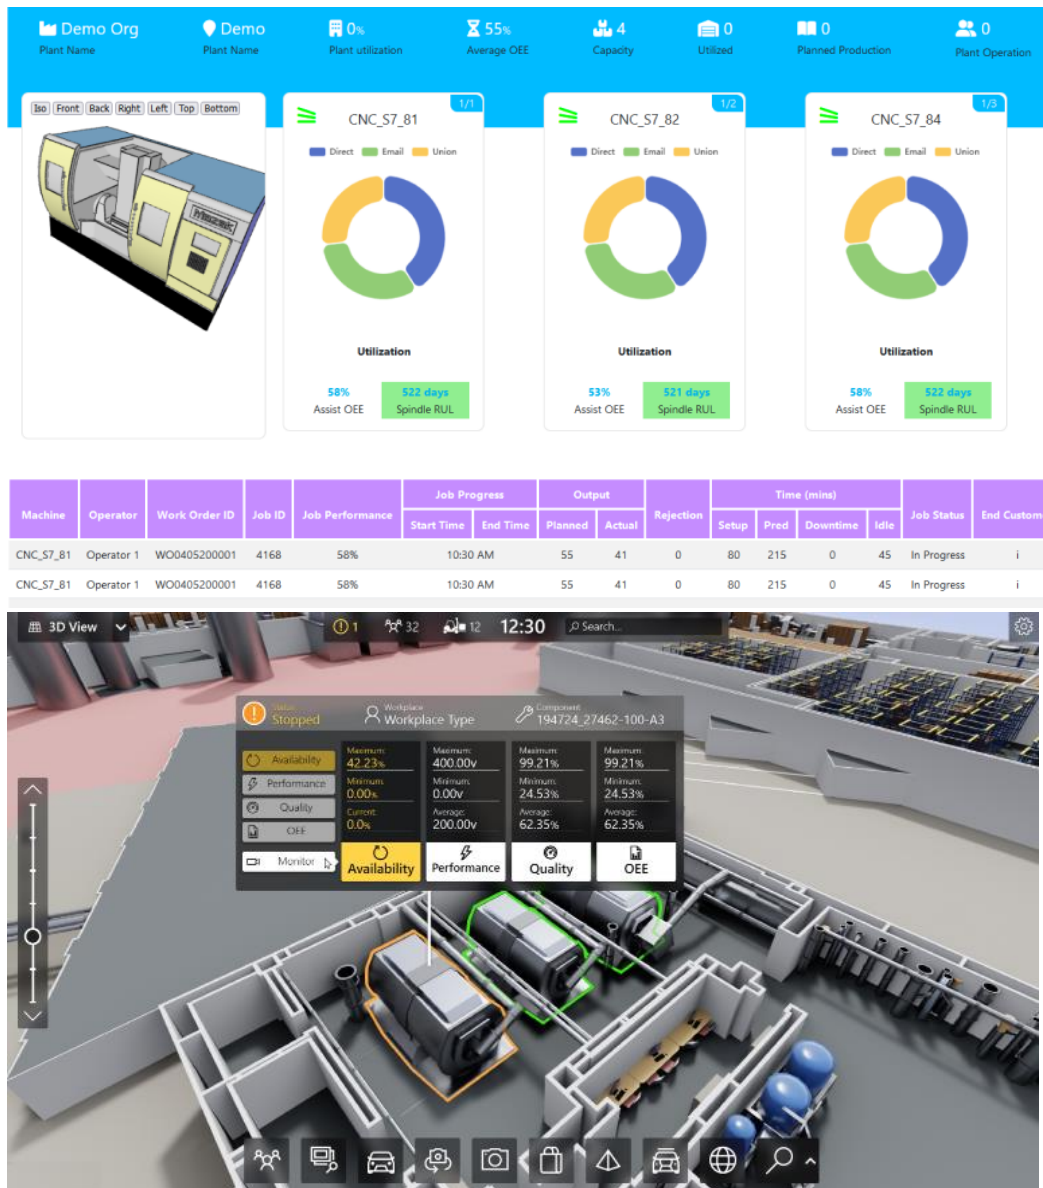 Demo Org
Plant Name
Demo
Plant Name
0%
Plant utilization
55%
Average OEE
4
Capacity
0
Utilized
0
Planned Production
0
Plant Operation
Iso Front Back Right Left Top Bottom
Mazak
1/1
CNC_S7_81
Direct Email Union
Utilization
58%
Assist OEE
522 days
Spindle RUL
1/2
CNC_S7_82
Direct Email Union
Utilization
53%
Assist OEE
521 days
Spindle RUL
1/3
CNC_S7_84
Direct Email Union
Utilization
58%
Assist OEE
522 days
Spindle RUL
Job Progress Output Time (mins)
Machine Operator Work Order ID Job ID Job Performance Rejection Job Status End Custom
Start Time End Time Planned Actual Setup Pred Downtime Idle
CNC_S7_81 Operator 1 WO0405200001 4168 58% 10:30 AM 55 41 0 80 215 0 45 In Progress i
CNC_S7_81 Operator 1 WO0405200001 4168 58% 10:30 AM 55 41 0 80 215 0 45 In Progress i
3D View 1 32 12 12:30 Search...
Status:
Stopped
Workplace
Workplace Type
Component
194724_27462-100-A3
Availability
Performance
Quality
OEE
Monitor
Maximum:
42.23%
Minimum:
0.00%
Current:
0.0%
Availability
Maximum:
400.00v
Minimum:
0.00v
Average:
200.00v
Performance
Maximum:
99.21%
Minimum:
24.53%
Average:
62.35%
Quality
Maximum:
99.21%
Minimum:
24.53%
Average:
62.35%
OEE